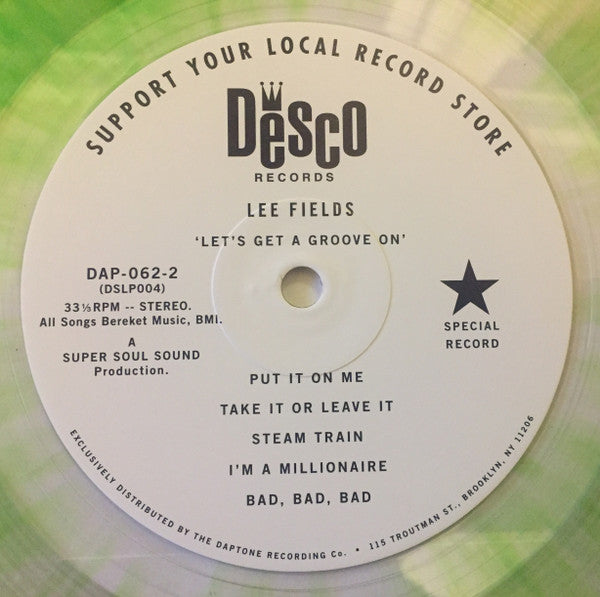 SUPPORT YOUR LOCAL RECORD STORE
Desco
RECORDS
LEE FIELDS
'LET'S GET A GROOVE ON'
DAP-062-2
(DSLP004)
33⅓RPM -- STEREO.
All Songs Bereket Music, BMI.
A
SUPER SOUL SOUND
Production.
SPECIAL
RECORD
PUT IT ON ME
TAKE IT OR LEAVE IT
STEAM TRAIN
I'M A MILLIONAIRE
BAD, BAD, BAD
EXCLUSIVELY DISTRIBUTED BY THE DAPTONE RECORDING Co. • 115 TROUTMAN ST., BROOKLYN, NY 11206